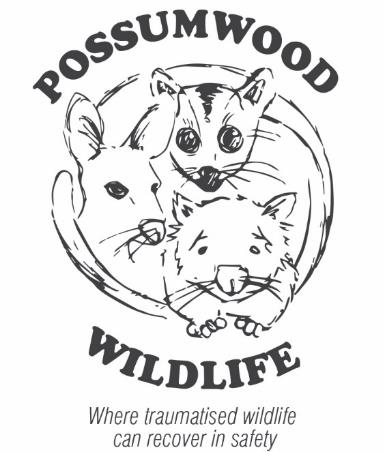 POSSUMWOOD
WILDLIFE
Where traumatised wildlife
can recover in safety